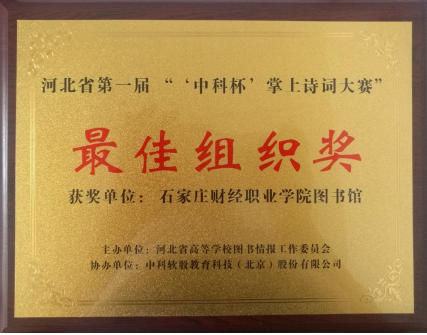 河北省第一届“‘中科杯’掌上诗词大赛”
最佳组织奖
获奖单位：石家庄财经职业学院图书馆
主办单位：河北省高等学校图书情报工作委员会
协办单位：中科软股教育科技（北京）股份有限公司